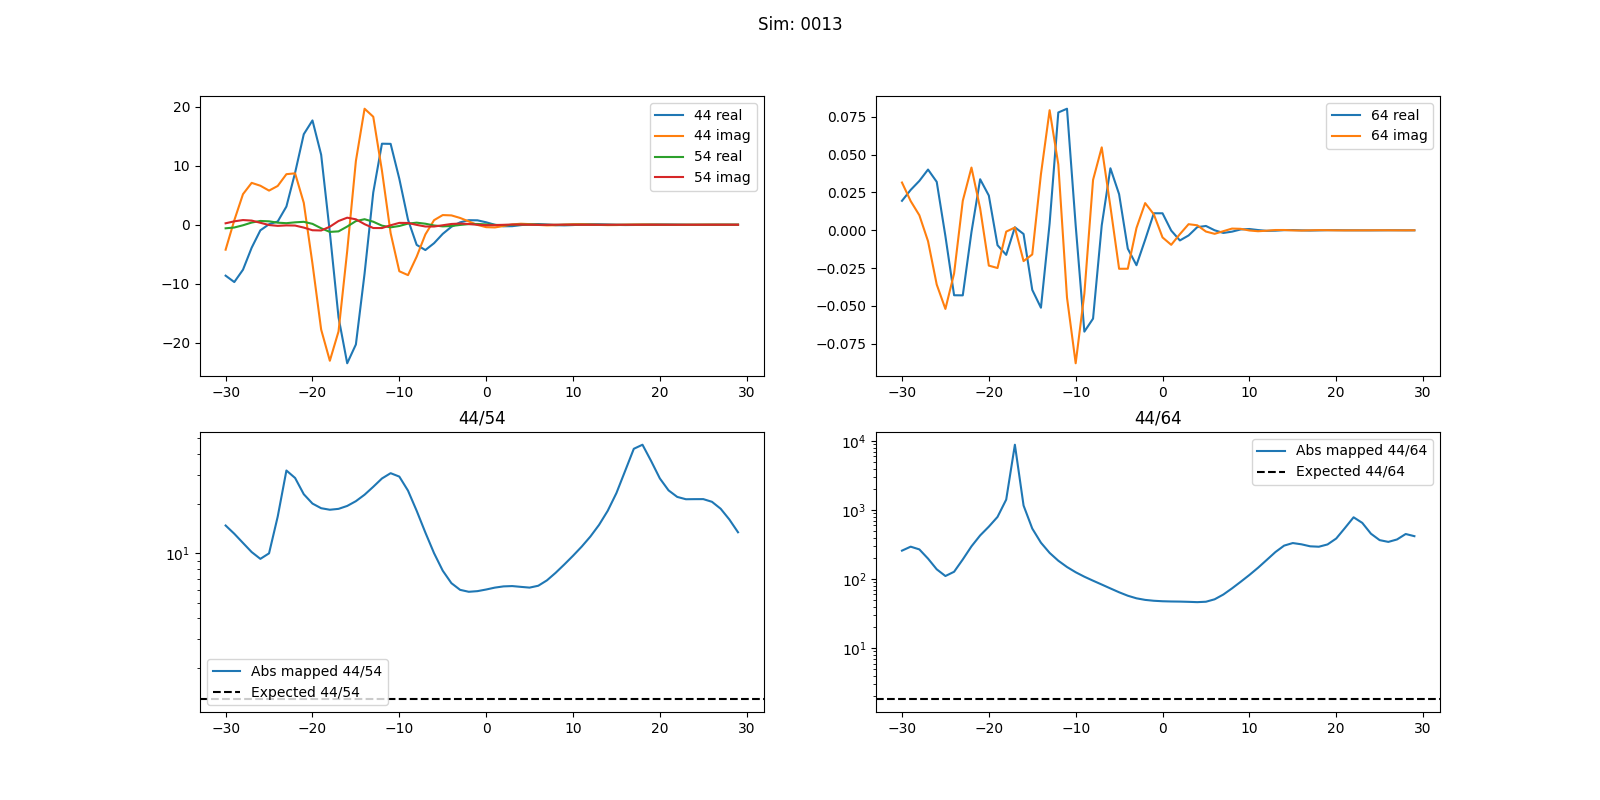 Sim: 0013
20
10
0
−10
−20
44 real
44 imag
54 real
54 imag
−30 −20 −10 0 10 20 30
0.075
0.050
0.025
0.000
−0.025
−0.050
−0.075
64 real
64 imag
−30 −20 −10 0 10 20 30
44/54
10¹
Abs mapped 44/54
Expected 44/54
−30 −20 −10 0 10 20 30
44/64
10⁴
10³
10²
10¹
Abs mapped 44/64
Expected 44/64
−30 −20 −10 0 10 20 30